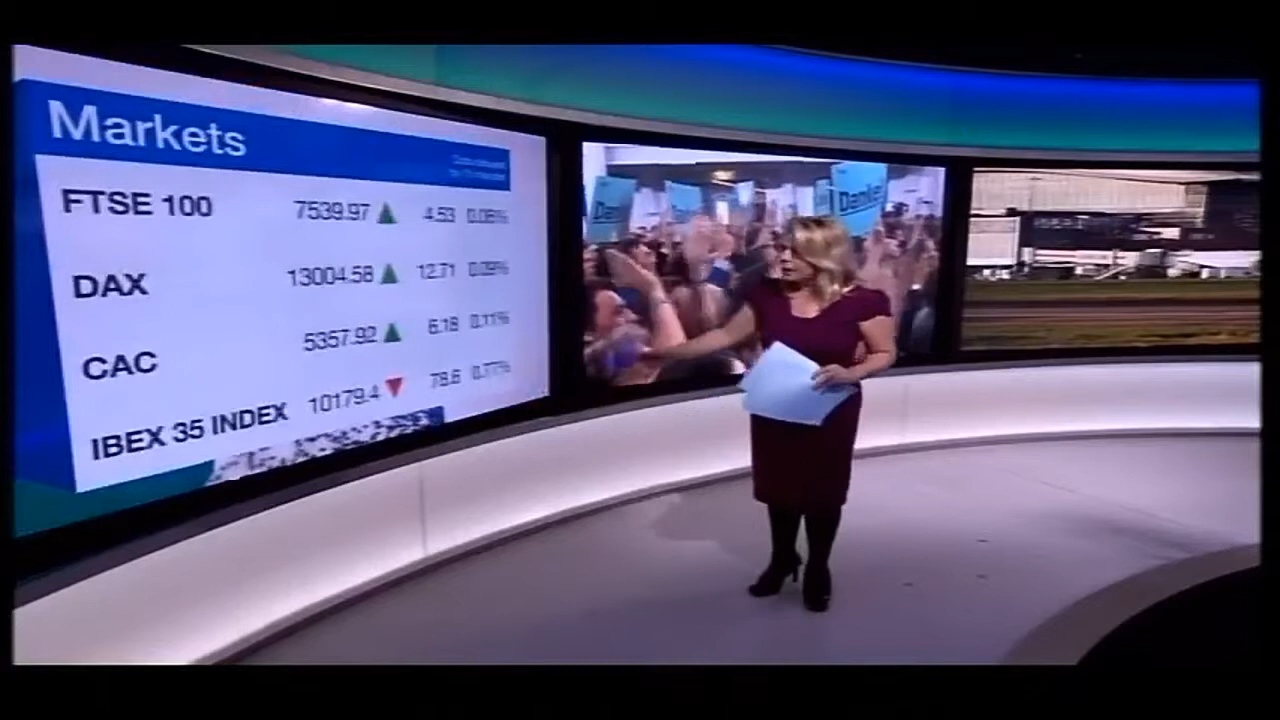 Markets
FTSE 100 7539.97 ▲ 4.53 0.06%
DAX 13004.58 ▲ 12.71 0.09%
CAC 5357.92 ▲ 6.18 0.11%
IBEX 35 INDEX 10179.4 ▼ 78.6 0.77%
Danke!